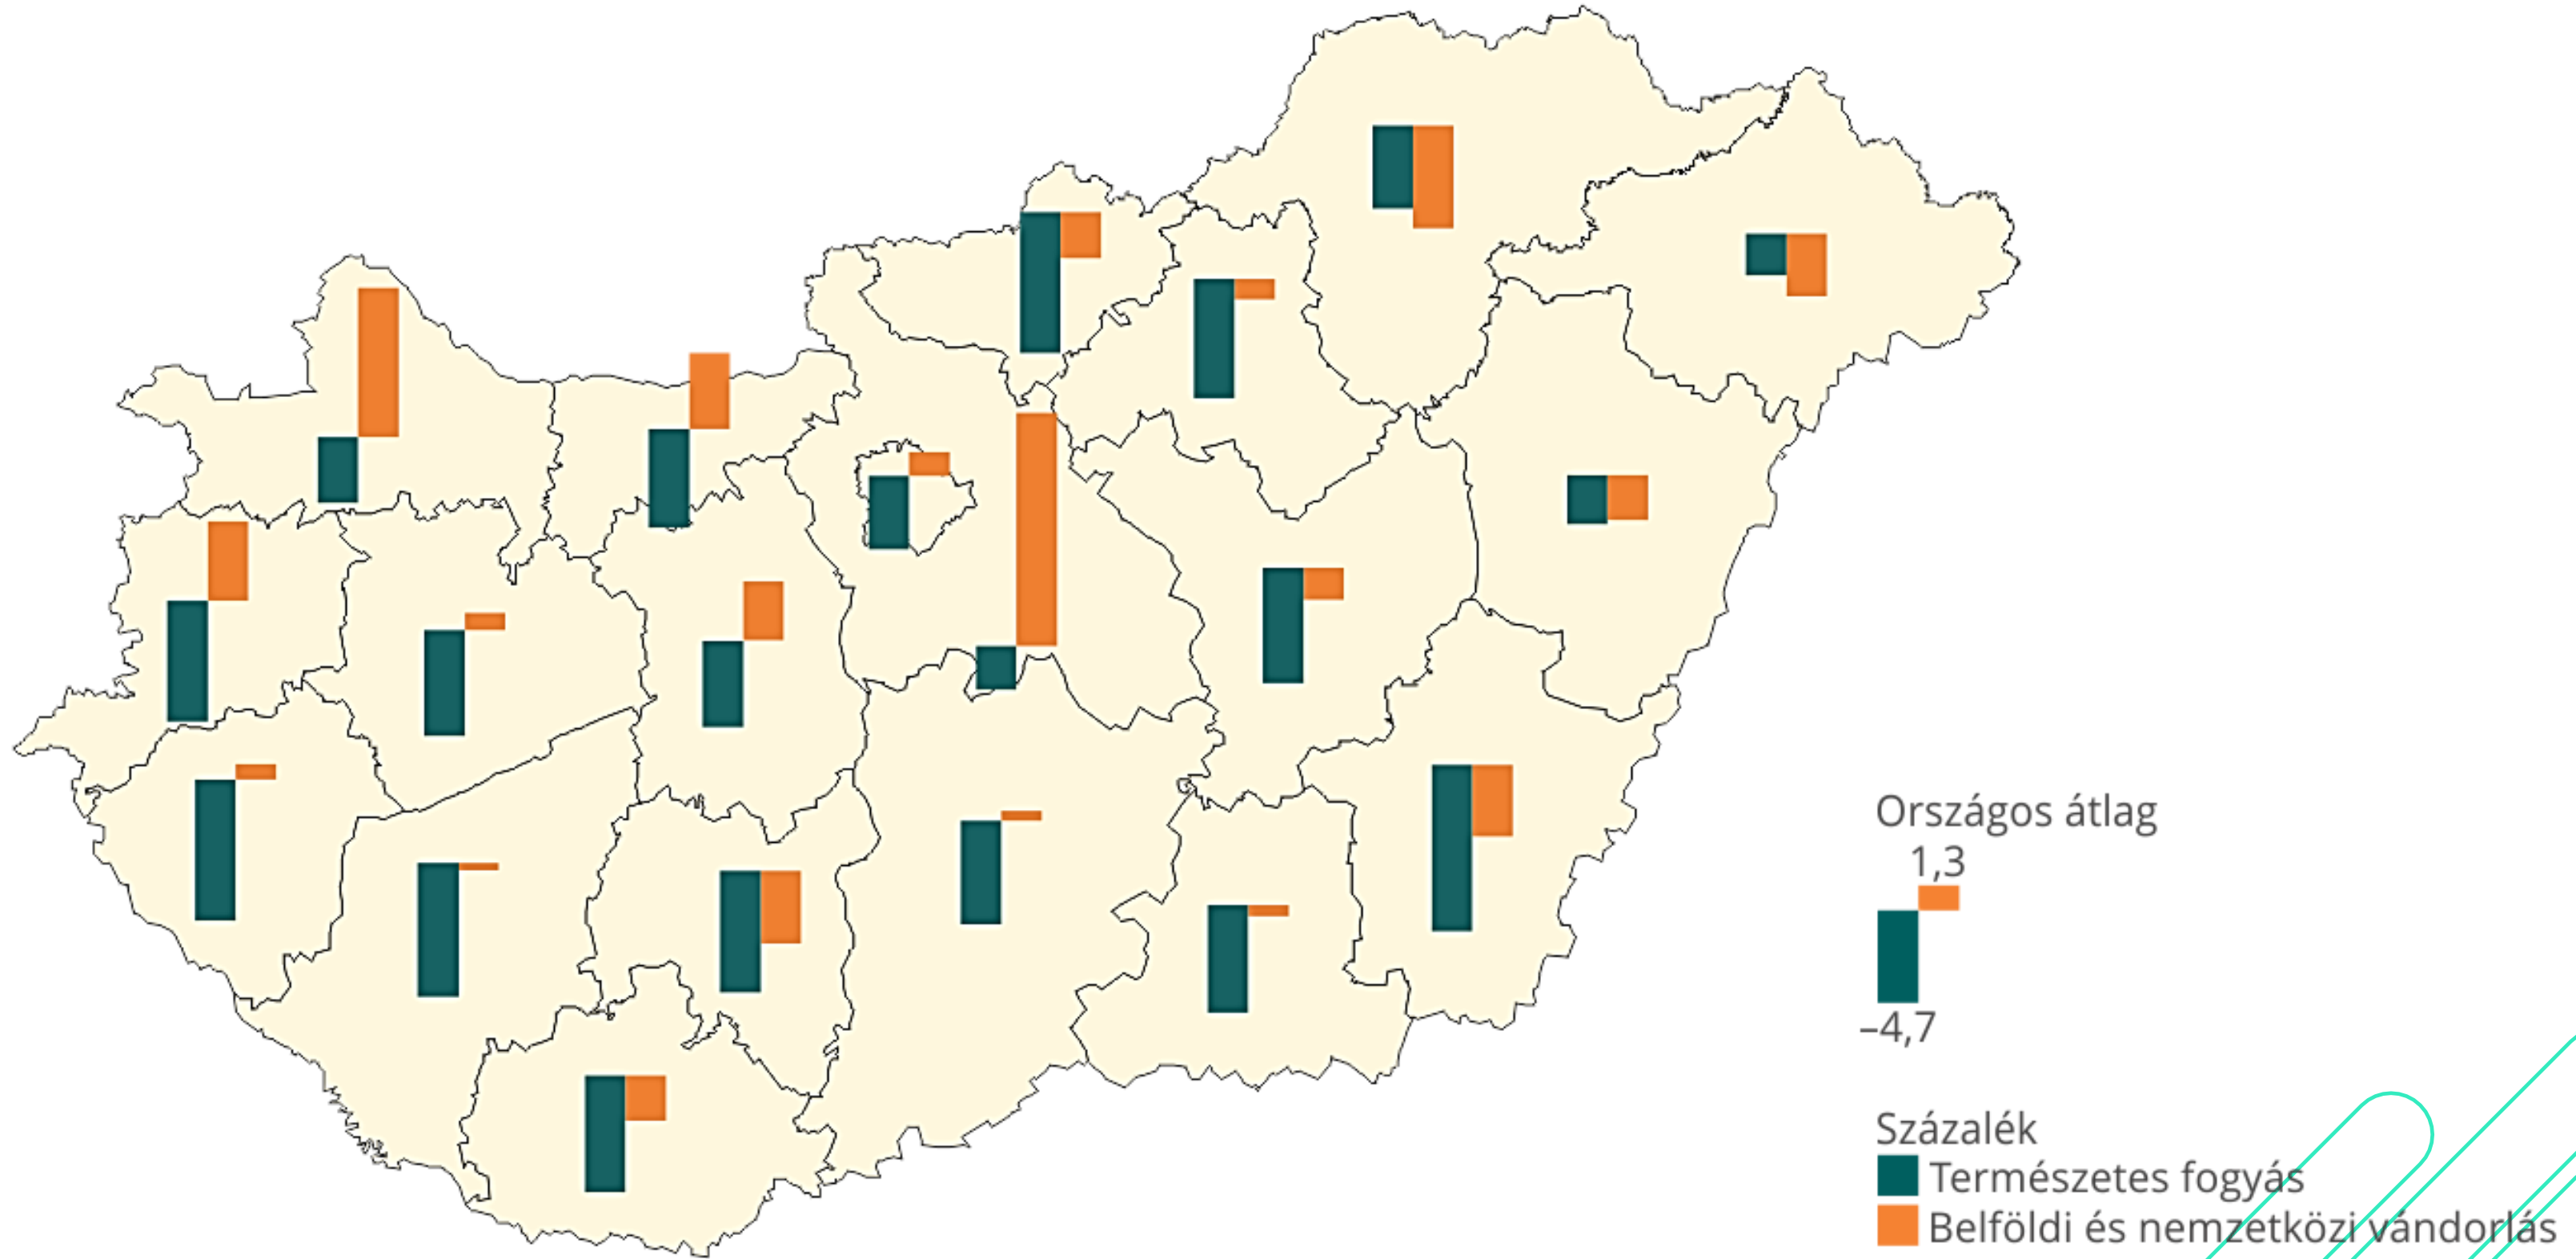 Országos átlag
1,3
–4,7
Százalék
Természetes fogyás
Belföldi és nemzetközi vándorlás